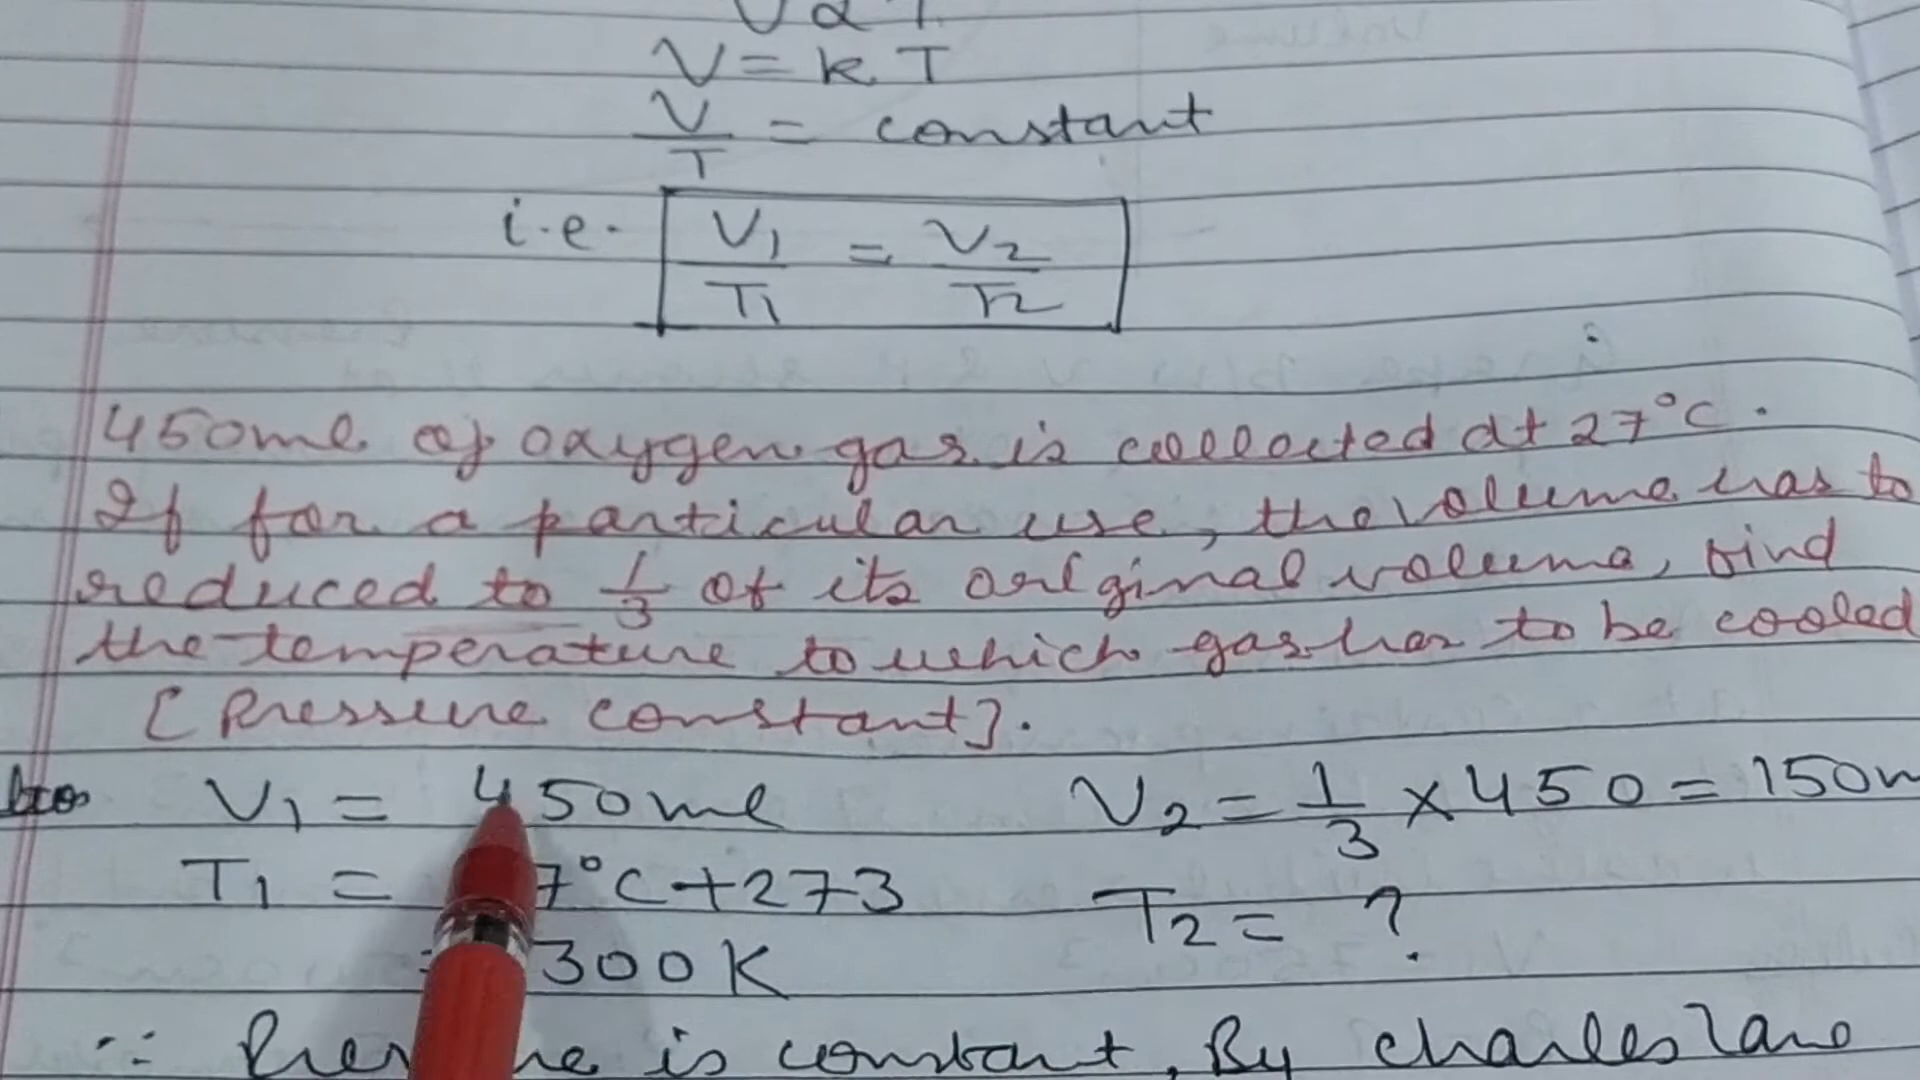 V α T
V = k T
V/T = constant
i.e. V1/T1 = V2/T2
450ml of oxygen gas is collected at 27°C.
If for a particular use, the volume has to
reduced to 1/3 of its original volume, find
the temperature to which gas has to be cooled
[Pressure constant].
V1 = 450ml V2 = 1/3 × 450 = 150m
T1 = 7°C + 273 T2 = ?
= 300K
∵ is constant, By Charles law